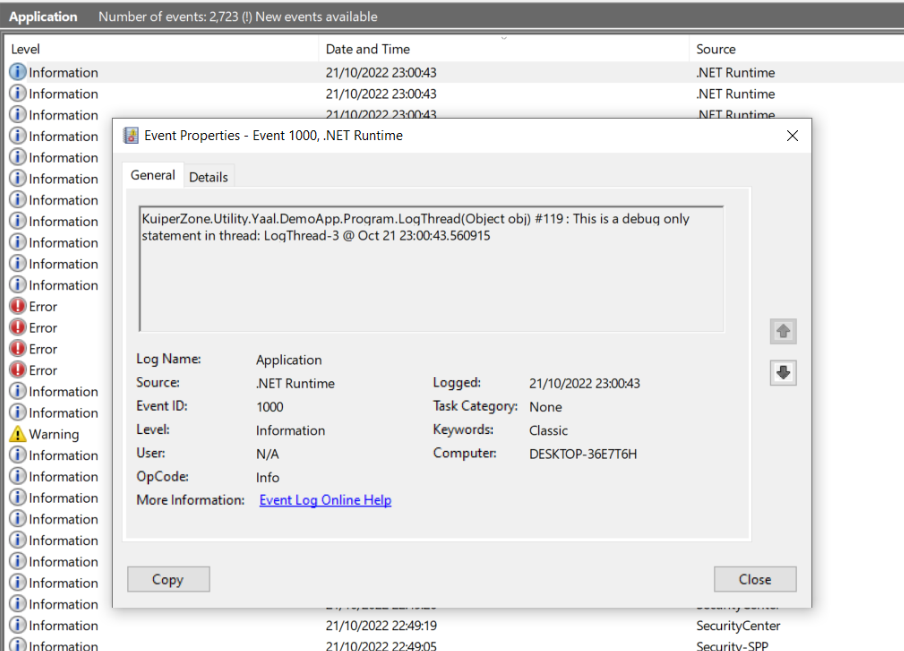 Application Number of events: 2,723 (!) New events available
Level Date and Time Source
Information 21/10/2022 23:00:43 .NET Runtime
Information 21/10/2022 23:00:43 .NET Runtime
Information 21/10/2022 23:00:43 .NET Runtime
Information
Information
Information
Information
Information
Information
Information
Information
Error
Error
Error
Error
Information
Information
Warning
Information
Information
Information
Information
Information
Information
Information
Information
Information 21/10/2022 22:49:19 SecurityCenter
Information 21/10/2022 22:49:05 Security-SPP
Event Properties - Event 1000, .NET Runtime
General Details
KuiperZone.Utility.Yaal.DemoApp.Program.LogThread(Object obj) #119 : This is a debug only
statement in thread: LogThread-3 @ Oct 21 23:00:43.560915
Log Name: Application
Source: .NET Runtime Logged: 21/10/2022 23:00:43
Event ID: 1000 Task Category: None
Level: Information Keywords: Classic
User: N/A Computer: DESKTOP-36E7T6H
OpCode: Info
More Information: Event Log Online Help
Copy Close